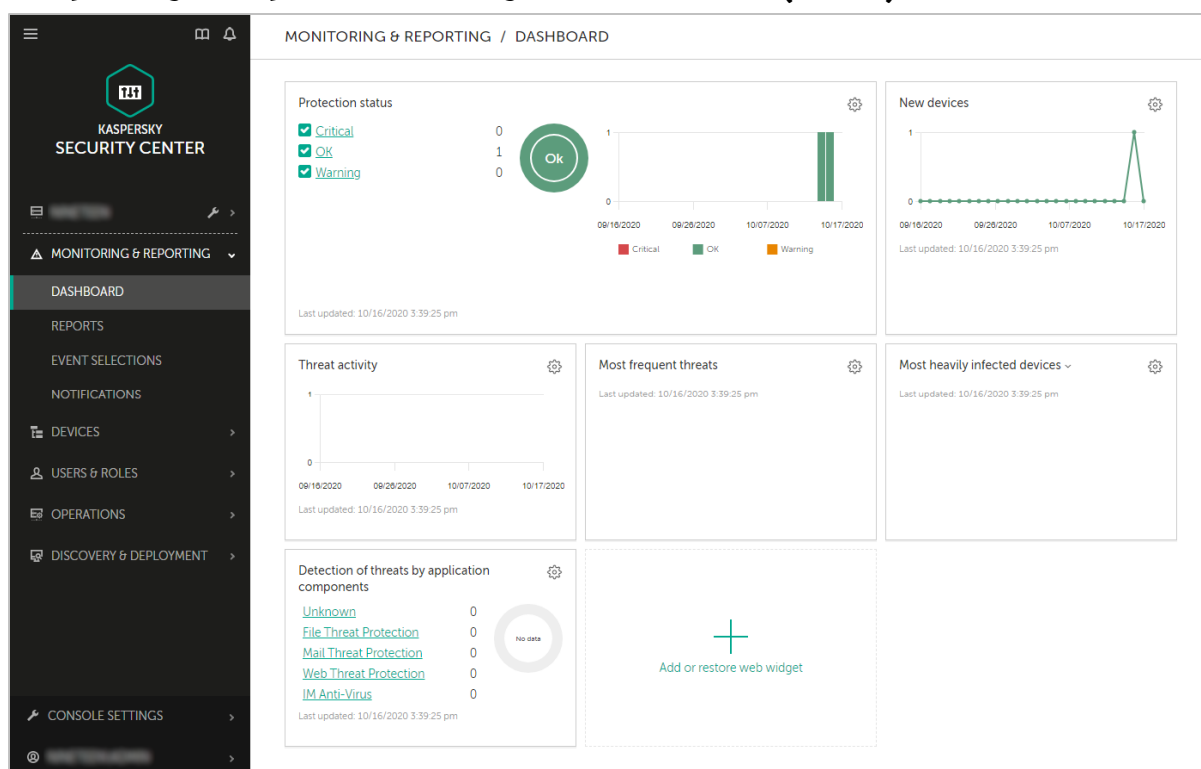 MONITORING & REPORTING / DASHBOARD
KASPERSKY
SECURITY CENTER
MONITORING & REPORTING
DASHBOARD
REPORTS
EVENT SELECTIONS
NOTIFICATIONS
DEVICES
USERS & ROLES
OPERATIONS
DISCOVERY & DEPLOYMENT
CONSOLE SETTINGS
Protection status
Critical 0
OK 1
Warning 0
Ok
1
0
09/16/2020 09/26/2020 10/07/2020 10/17/2020
Critical OK Warning
Last updated: 10/16/2020 3:39:25 pm
New devices
1
0
09/16/2020 09/26/2020 10/07/2020 10/17/2020
Last updated: 10/16/2020 3:39:25 pm
Threat activity
1
0
09/16/2020 09/26/2020 10/07/2020 10/17/2020
Last updated: 10/16/2020 3:39:25 pm
Most frequent threats
Last updated: 10/16/2020 3:39:25 pm
Most heavily infected devices
Last updated: 10/16/2020 3:39:25 pm
Detection of threats by application
components
Unknown 0
File Threat Protection 0
Mail Threat Protection 0
Web Threat Protection 0
IM Anti-Virus 0
No data
Last updated: 10/16/2020 3:39:25 pm
Add or restore web widget